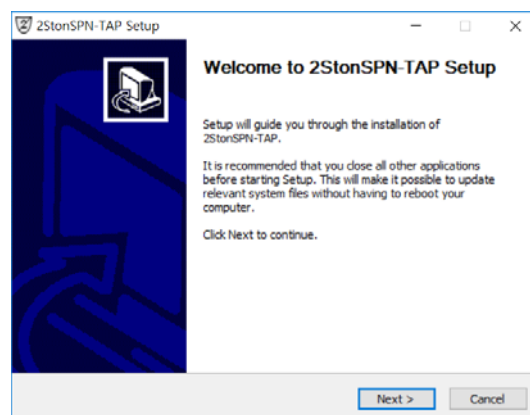 2StonSPN-TAP Setup
Welcome to 2StonSPN-TAP Setup
Setup will guide you through the installation of
2StonSPN-TAP.
It is recommended that you close all other applications
before starting Setup. This will make it possible to update
relevant system files without having to reboot your
computer.
Click Next to continue.
Next >
Cancel